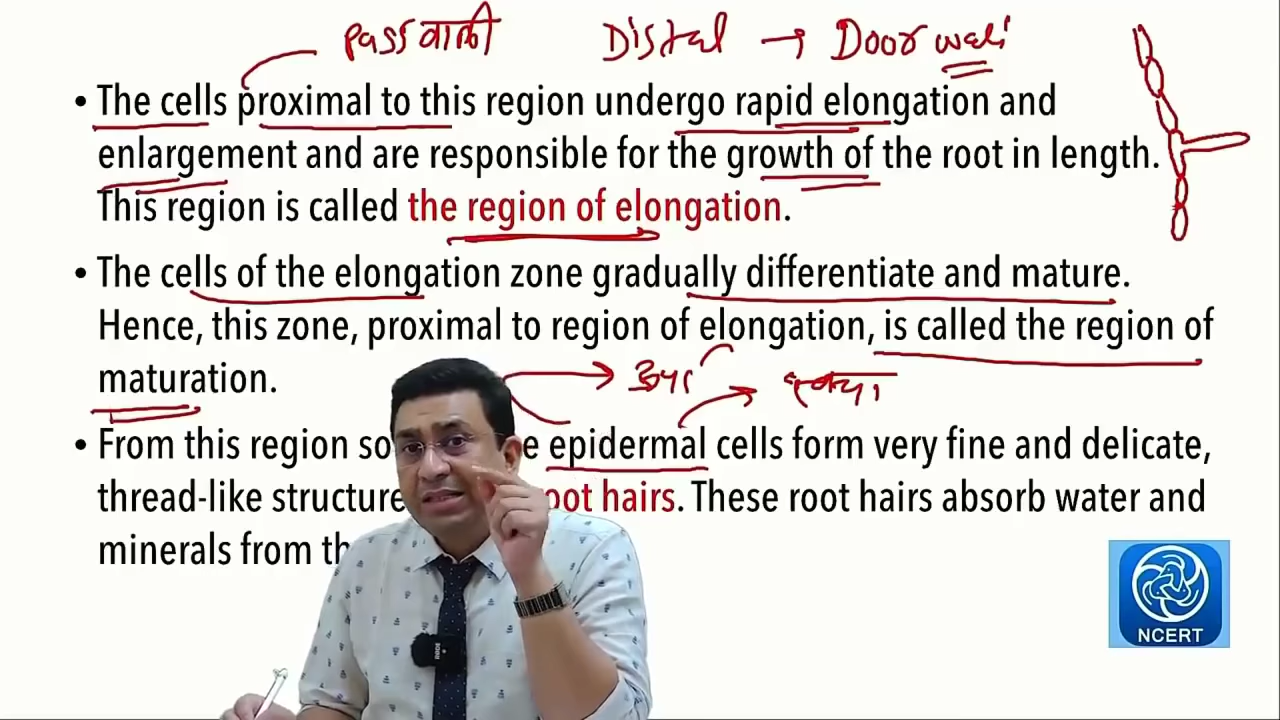 Pass वाली Distal → Door wali
• The cells proximal to this region undergo rapid elongation and
enlargement and are responsible for the growth of the root in length.
This region is called the region of elongation.
• The cells of the elongation zone gradually differentiate and mature.
Hence, this zone, proximal to region of elongation, is called the region of
maturation.
• From this region epidermal cells form very fine and delicate,
thread-like structure root hairs. These root hairs absorb water and
minerals from
NCERT